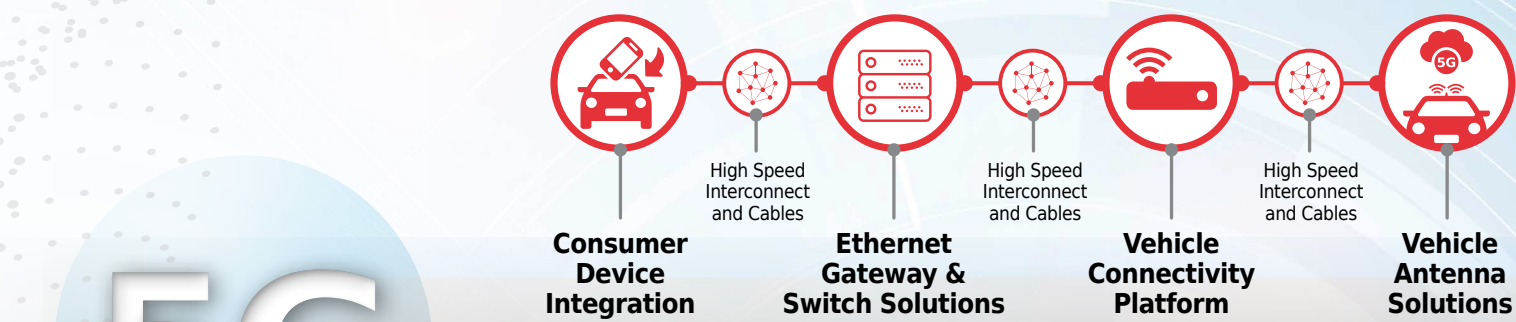 5G
High Speed
Interconnect
and Cables
High Speed
Interconnect
and Cables
High Speed
Interconnect
and Cables
Consumer
Device
Integration
Ethernet
Gateway &
Switch Solutions
Vehicle
Connectivity
Platform
Vehicle
Antenna
Solutions
5G